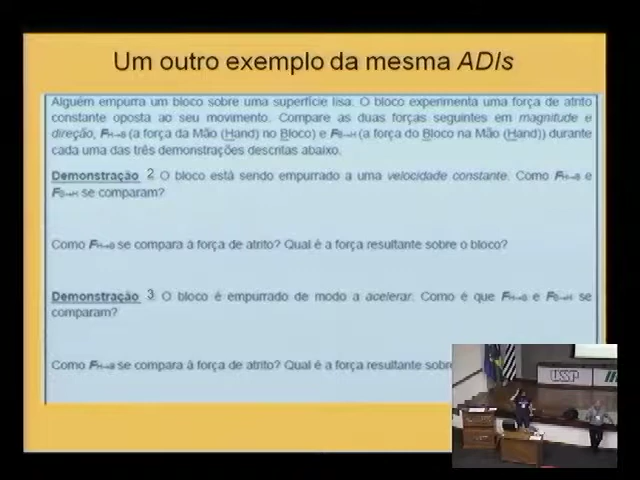 Um outro exemplo da mesma ADIs
Alguém empurra um bloco sobre uma superfície lisa. O bloco experimenta uma força de atrito
constante oposta ao seu movimento. Compare as duas forças seguintes em magnitude e
direção, FH→B (a força da Mão (Hand) no Bloco) e FB→H (a força do Bloco na Mão (Hand)) durante
cada uma das três demonstrações descritas abaixo.
Demonstração 2 O bloco está sendo empurrado a uma velocidade constante. Como FH→B e
FB→H se comparam?
Como FH→B se compara à força de atrito? Qual é a força resultante sobre o bloco?
Demonstração 3 O bloco é empurrado de modo a acelerar. Como é que FH→B e FB→H se
comparam?
Como FH→B se compara à força de atrito? Qual é a força resultante
USP